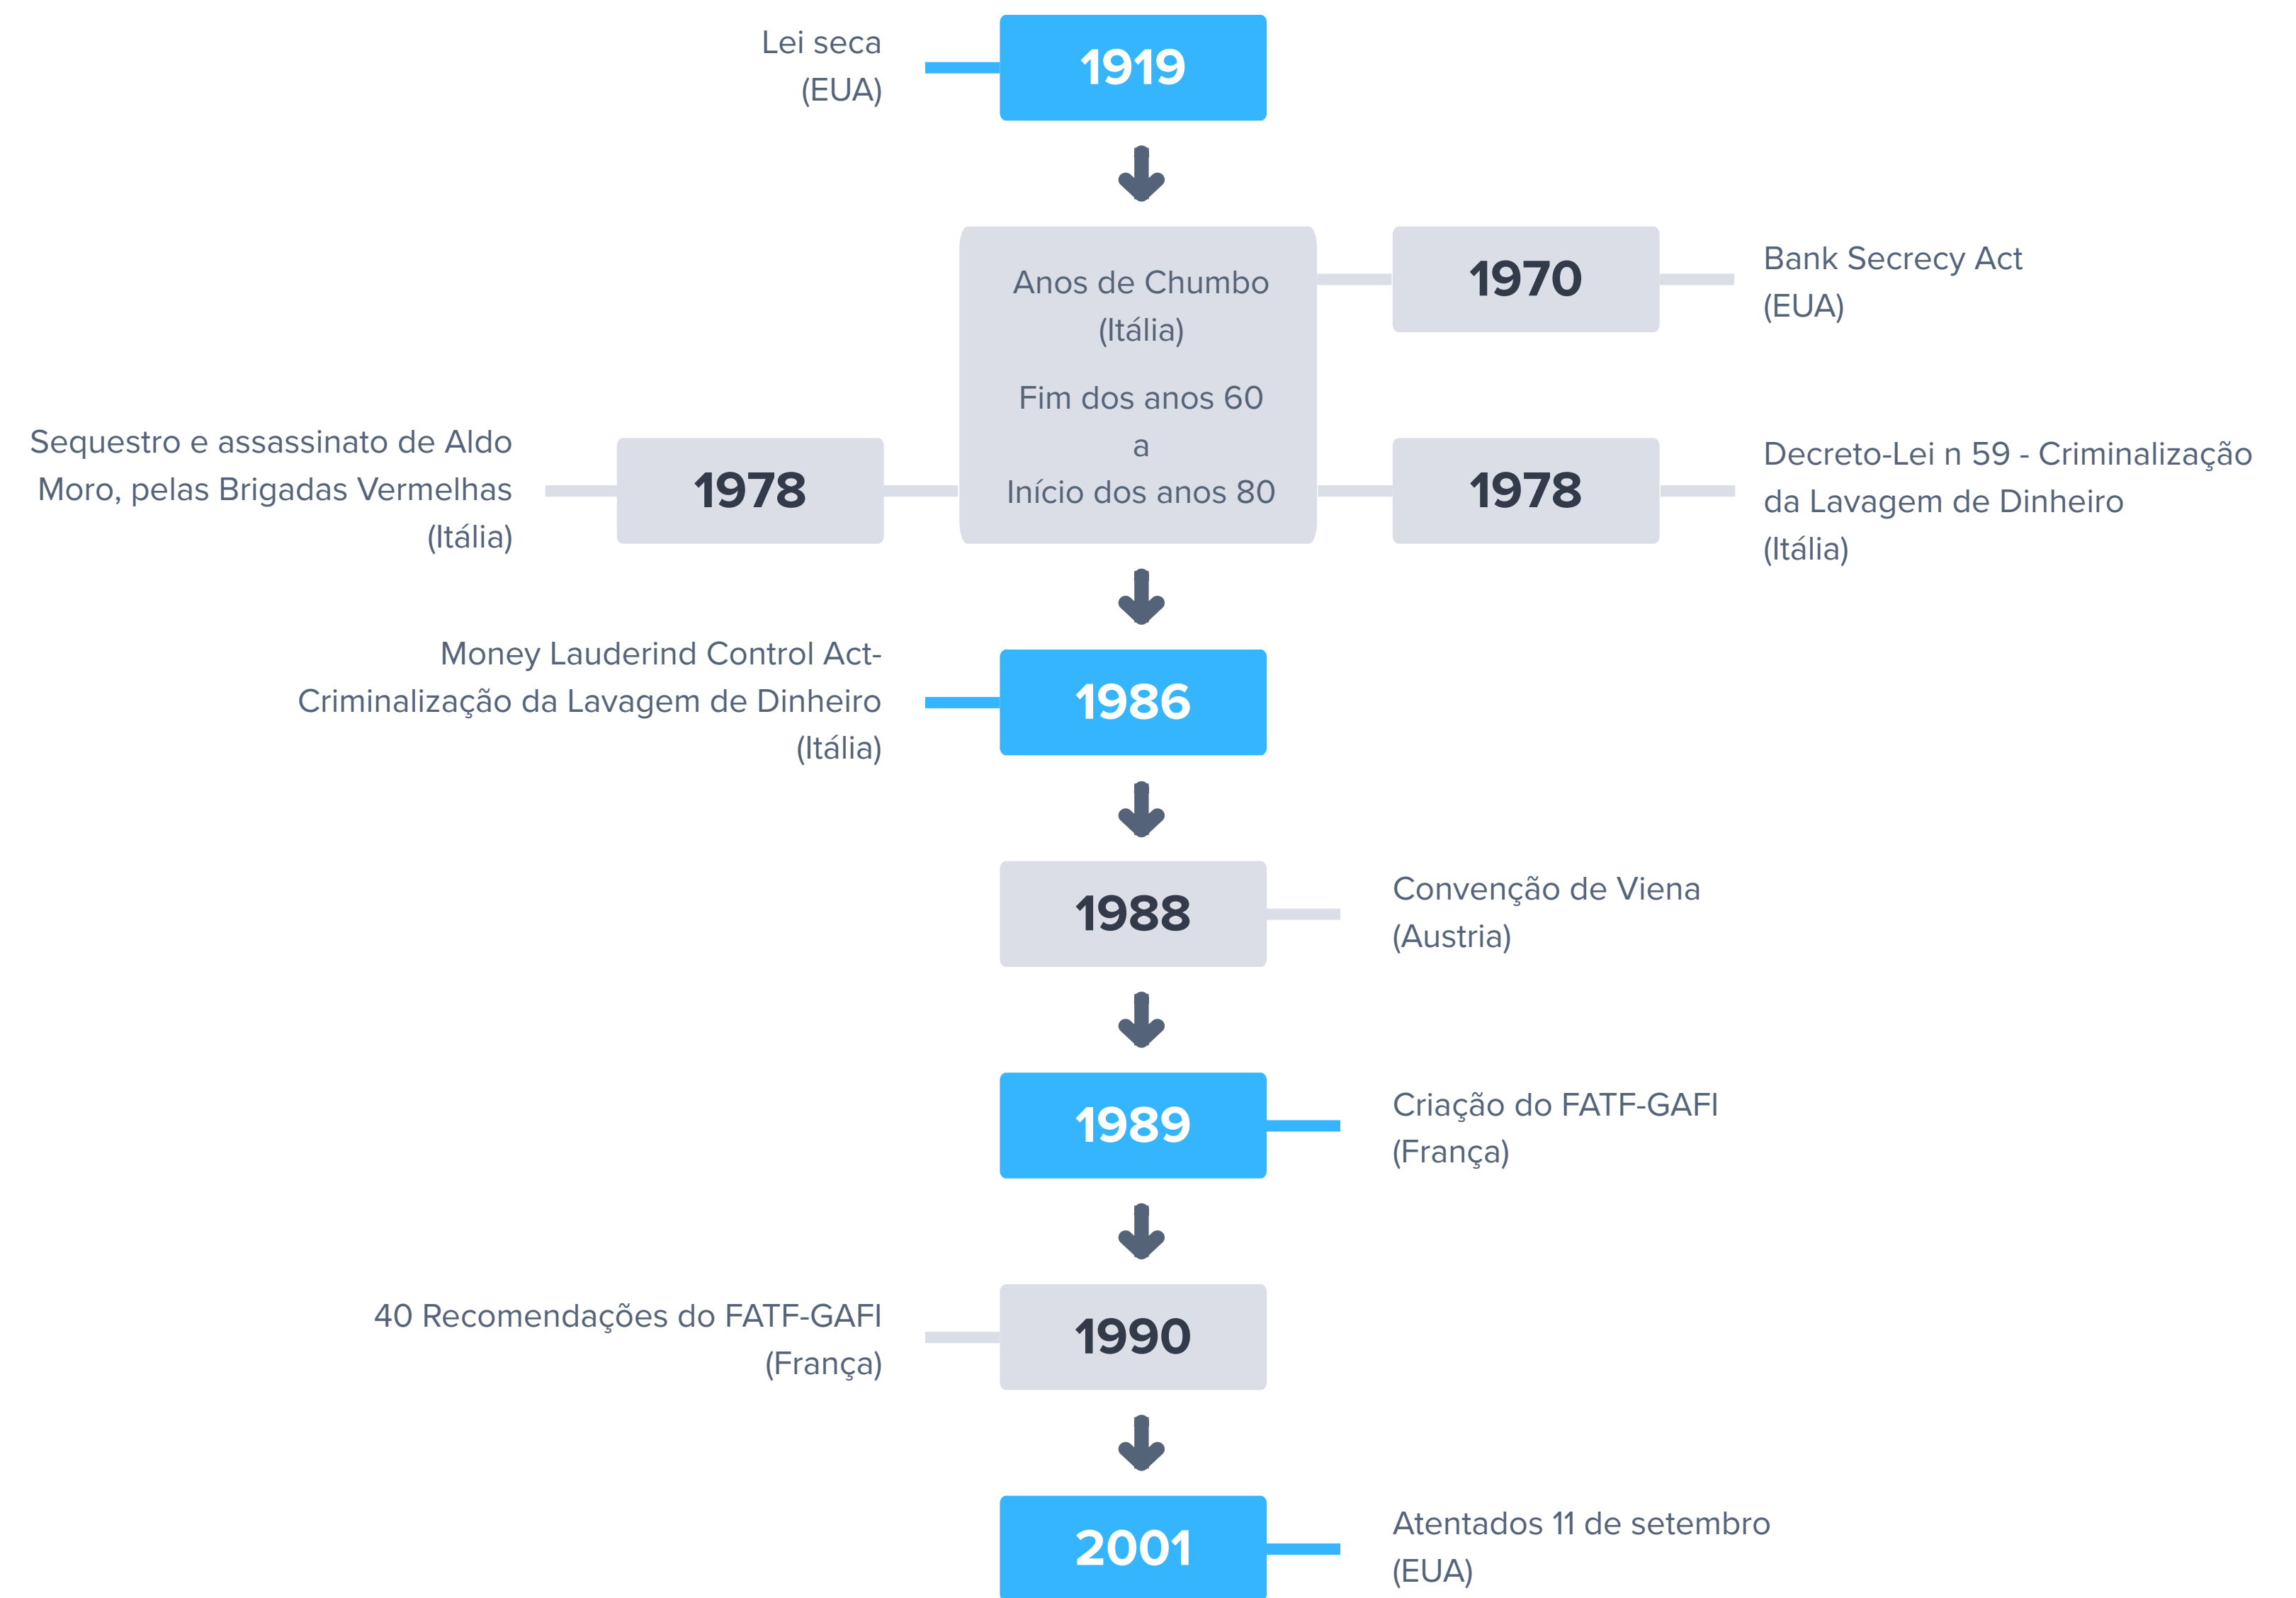 Lei seca
(EUA)
1919
Anos de Chumbo
(Itália)
Fim dos anos 60
a
Início dos anos 80
1970
Bank Secrecy Act
(EUA)
Sequestro e assassinato de Aldo
Moro, pelas Brigadas Vermelhas
(Itália)
1978
1978
Decreto-Lei n 59 - Criminalização
da Lavagem de Dinheiro
(Itália)
Money Lauderind Control Act-
Criminalização da Lavagem de Dinheiro
(Itália)
1986
1988
Convenção de Viena
(Austria)
1989
Criação do FATF-GAFI
(França)
40 Recomendações do FATF-GAFI
(França)
1990
2001
Atentados 11 de setembro
(EUA)